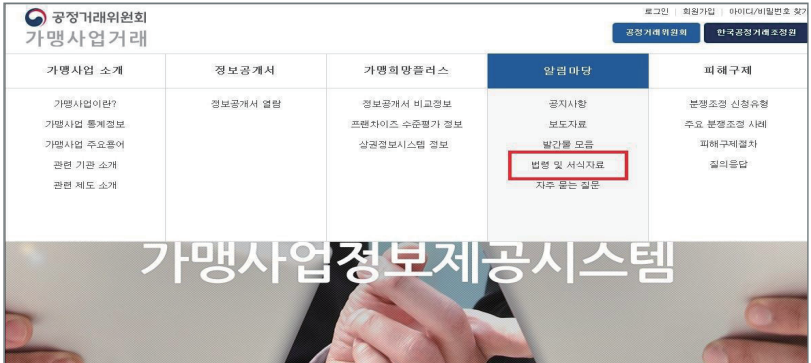 공정거래위원회
가맹사업거래
로그인 | 회원가입 | 아이디/비밀번호 찾기
공정거래위원회 한국공정거래조정원
가맹사업 소개 정보공개서 가맹희망플러스 알림마당 피해구제
가맹사업이란? 정보공개서 열람 정보공개서 비교정보 공지사항 분쟁조정 신청유형
가맹사업 통계정보 프랜차이즈 수준평가 정보 보도자료 주요 분쟁조정 사례
가맹사업 주요용어 상권정보시스템 정보 발간물 모음 피해구제절차
관련 기관 소개 법령 및 서식자료 질의응답
관련 제도 소개 자주 묻는 질문
가맹사업정보제공시스템